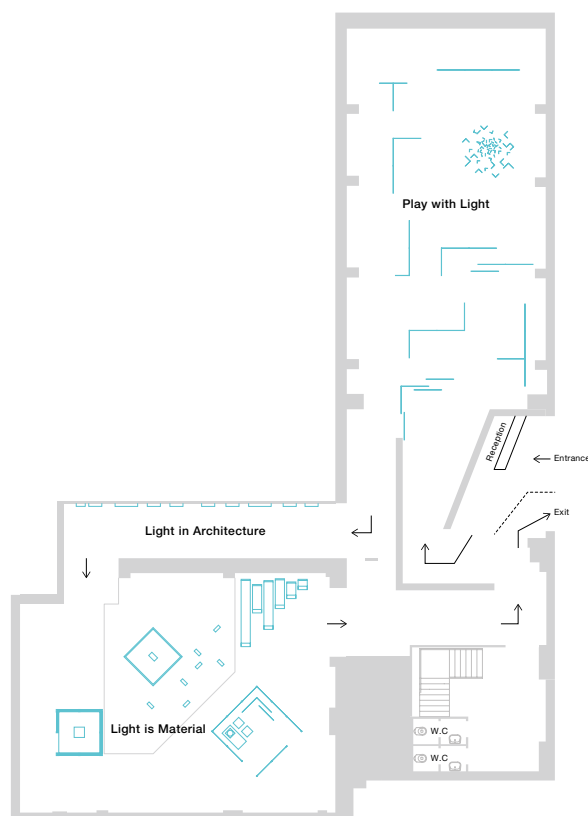 Play with Light
Reception
Entrance
Exit
Light in Architecture
Light is Material
W.C
W.C